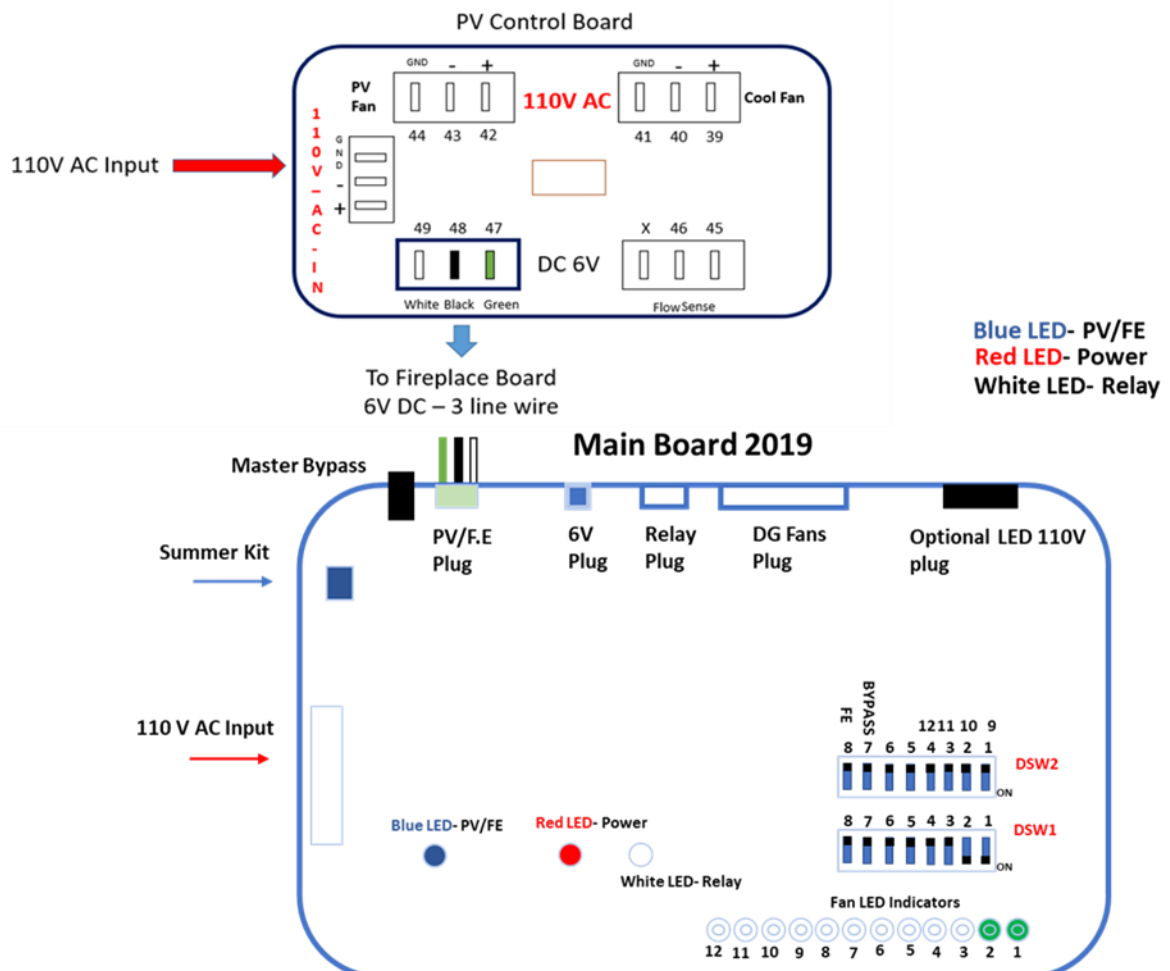 PV Control Board
PV
Fan
GND - +
44 43 42
110V AC
GND - +
41 40 39
Cool Fan
110V AC Input
110V–AC-IN
GND
-
+
49 48 47
White Black Green
DC 6V
X 46 45
Flow Sense
To Fireplace Board
6V DC – 3 line wire
Blue LED- PV/FE
Red LED- Power
White LED- Relay
Main Board 2019
Master Bypass
PV/F.E
Plug
6V
Plug
Relay
Plug
DG Fans
Plug
Optional LED 110V
plug
Summer Kit
110 V AC Input
FE
BYPASS
12 11 10 9
8 7 6 5 4 3 2 1
DSW2
ON
8 7 6 5 4 3 2 1
DSW1
ON
Blue LED- PV/FE
Red LED- Power
White LED- Relay
Fan LED Indicators
12 11 10 9 8 7 6 5 4 3 2 1